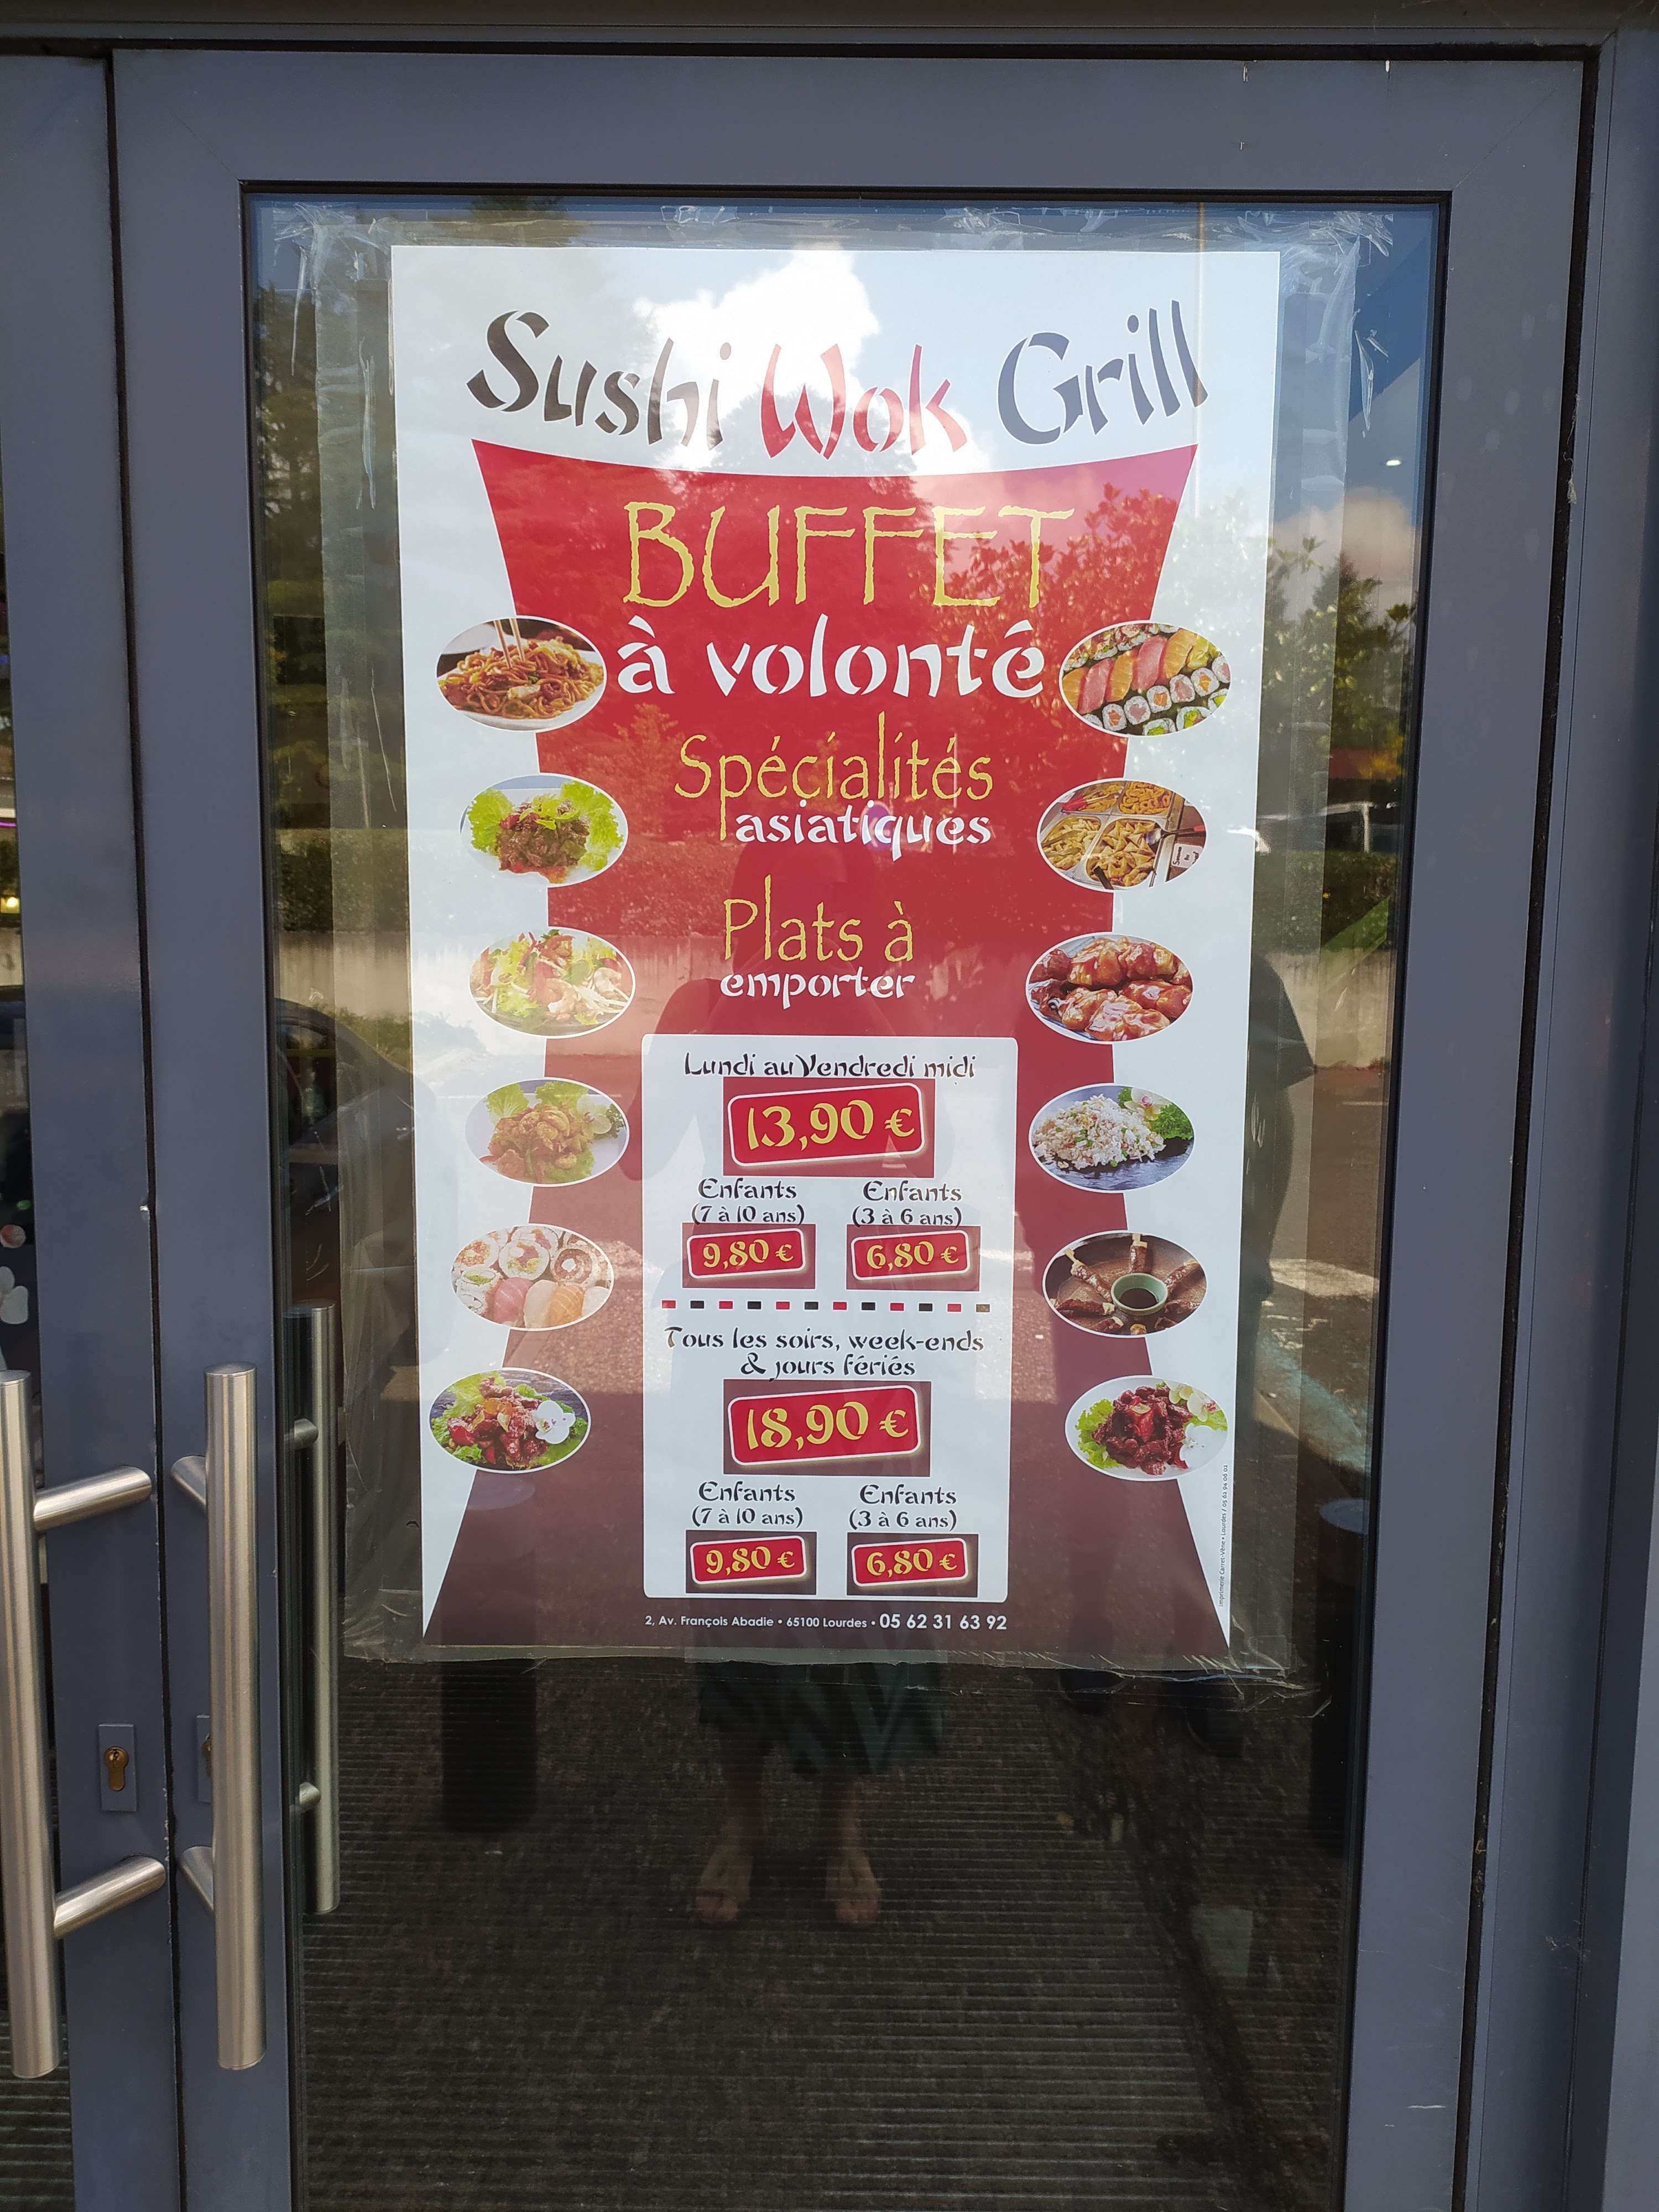 Sushi Wok Grill
BUFFET
à volonté
Spécialités
asiatiques
Plats à
emporter
Lundi au Vendredi midi
13,90 €
Enfants
(7 à 10 ans)
9,80 €
Enfants
(3 à 6 ans)
6,80 €
Tous les soirs, week-ends
& jours fériés
18,90 €
Enfants
(7 à 10 ans)
9,80 €
Enfants
(3 à 6 ans)
6,80 €
2, Av. François Abadie • 65100 Lourdes • 05 62 31 63 92